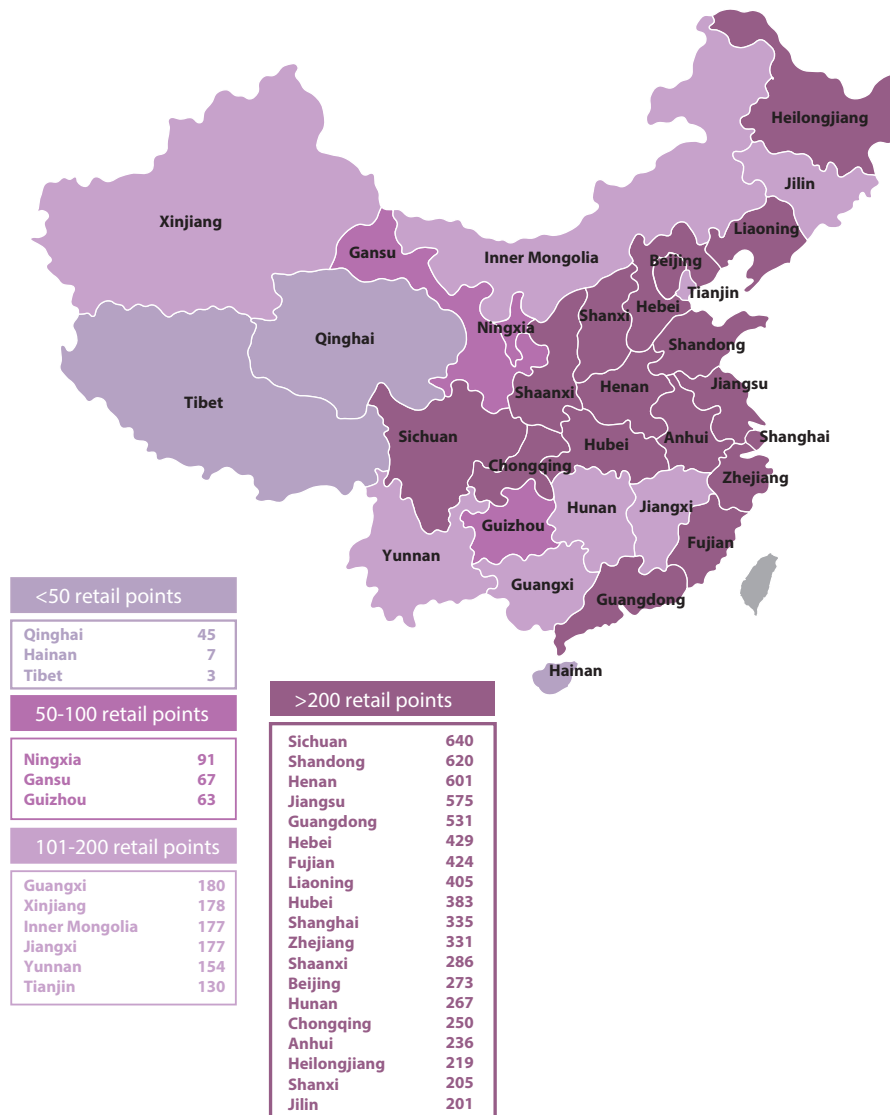 Heilongjiang
Jilin
Xinjiang
Liaoning
Gansu
Inner Mongolia
Beijing
Tianjin
Hebei
Shanxi
Ningxia
Qinghai
Shandong
Jiangsu
Henan
Shaanxi
Tibet
Sichuan
Anhui
Shanghai
Hubei
Chongqing
Zhejiang
Hunan
Jiangxi
Guizhou
Fujian
Yunnan
Guangxi
Guangdong
Hainan
<50 retail points
Qinghai 45
Hainan 7
Tibet 3
50-100 retail points
Ningxia 91
Gansu 67
Guizhou 63
101-200 retail points
Guangxi 180
Xinjiang 178
Inner Mongolia 177
Jiangxi 177
Yunnan 154
Tianjin 130
>200 retail points
Sichuan 640
Shandong 620
Henan 601
Jiangsu 575
Guangdong 531
Hebei 429
Fujian 424
Liaoning 405
Hubei 383
Shanghai 335
Zhejiang 331
Shaanxi 286
Beijing 273
Hunan 267
Chongqing 250
Anhui 236
Heilongjiang 219
Shanxi 205
Jilin 201